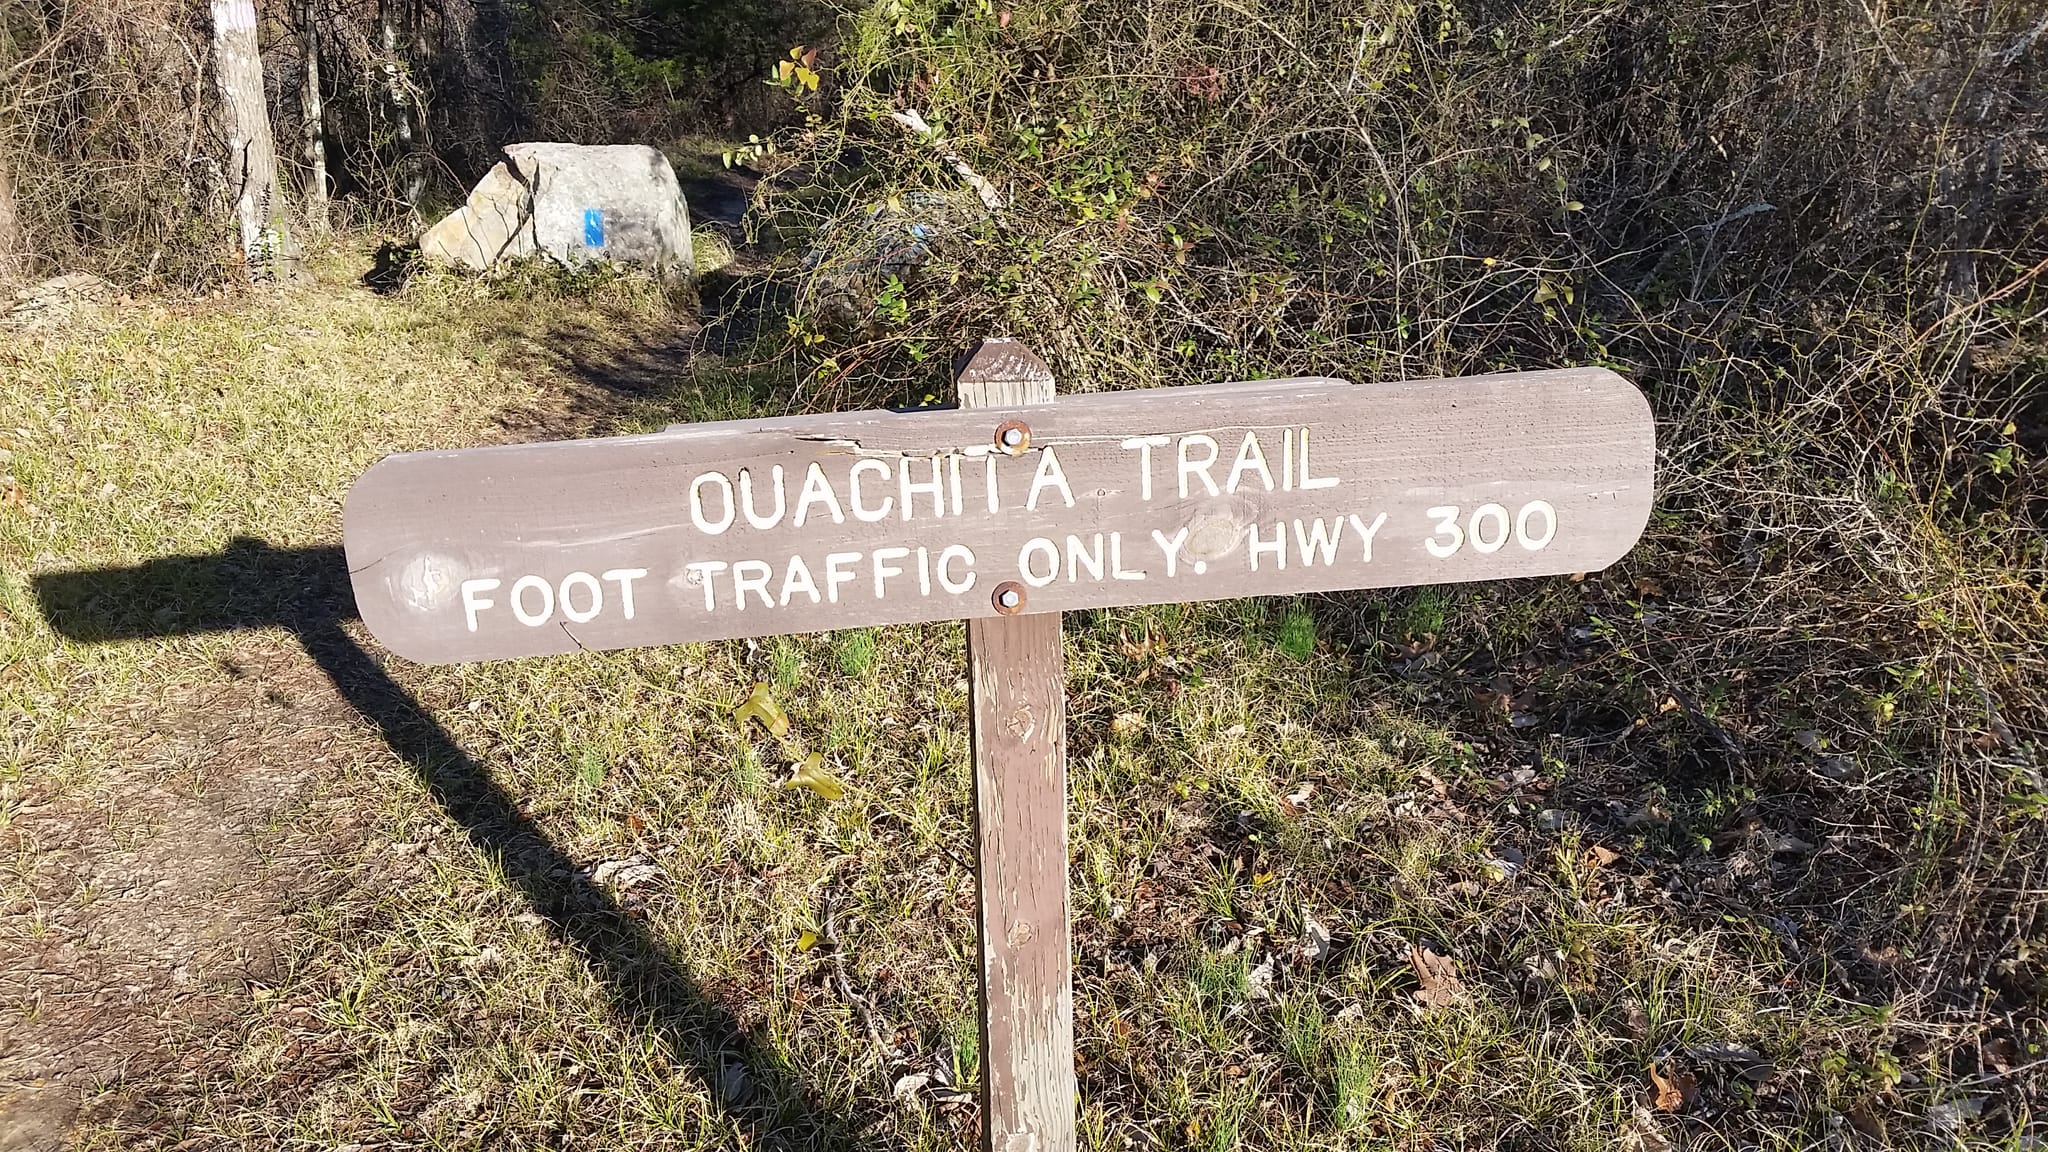 OUACHITA TRAIL
FOOT TRAFFIC ONLY. HWY 300